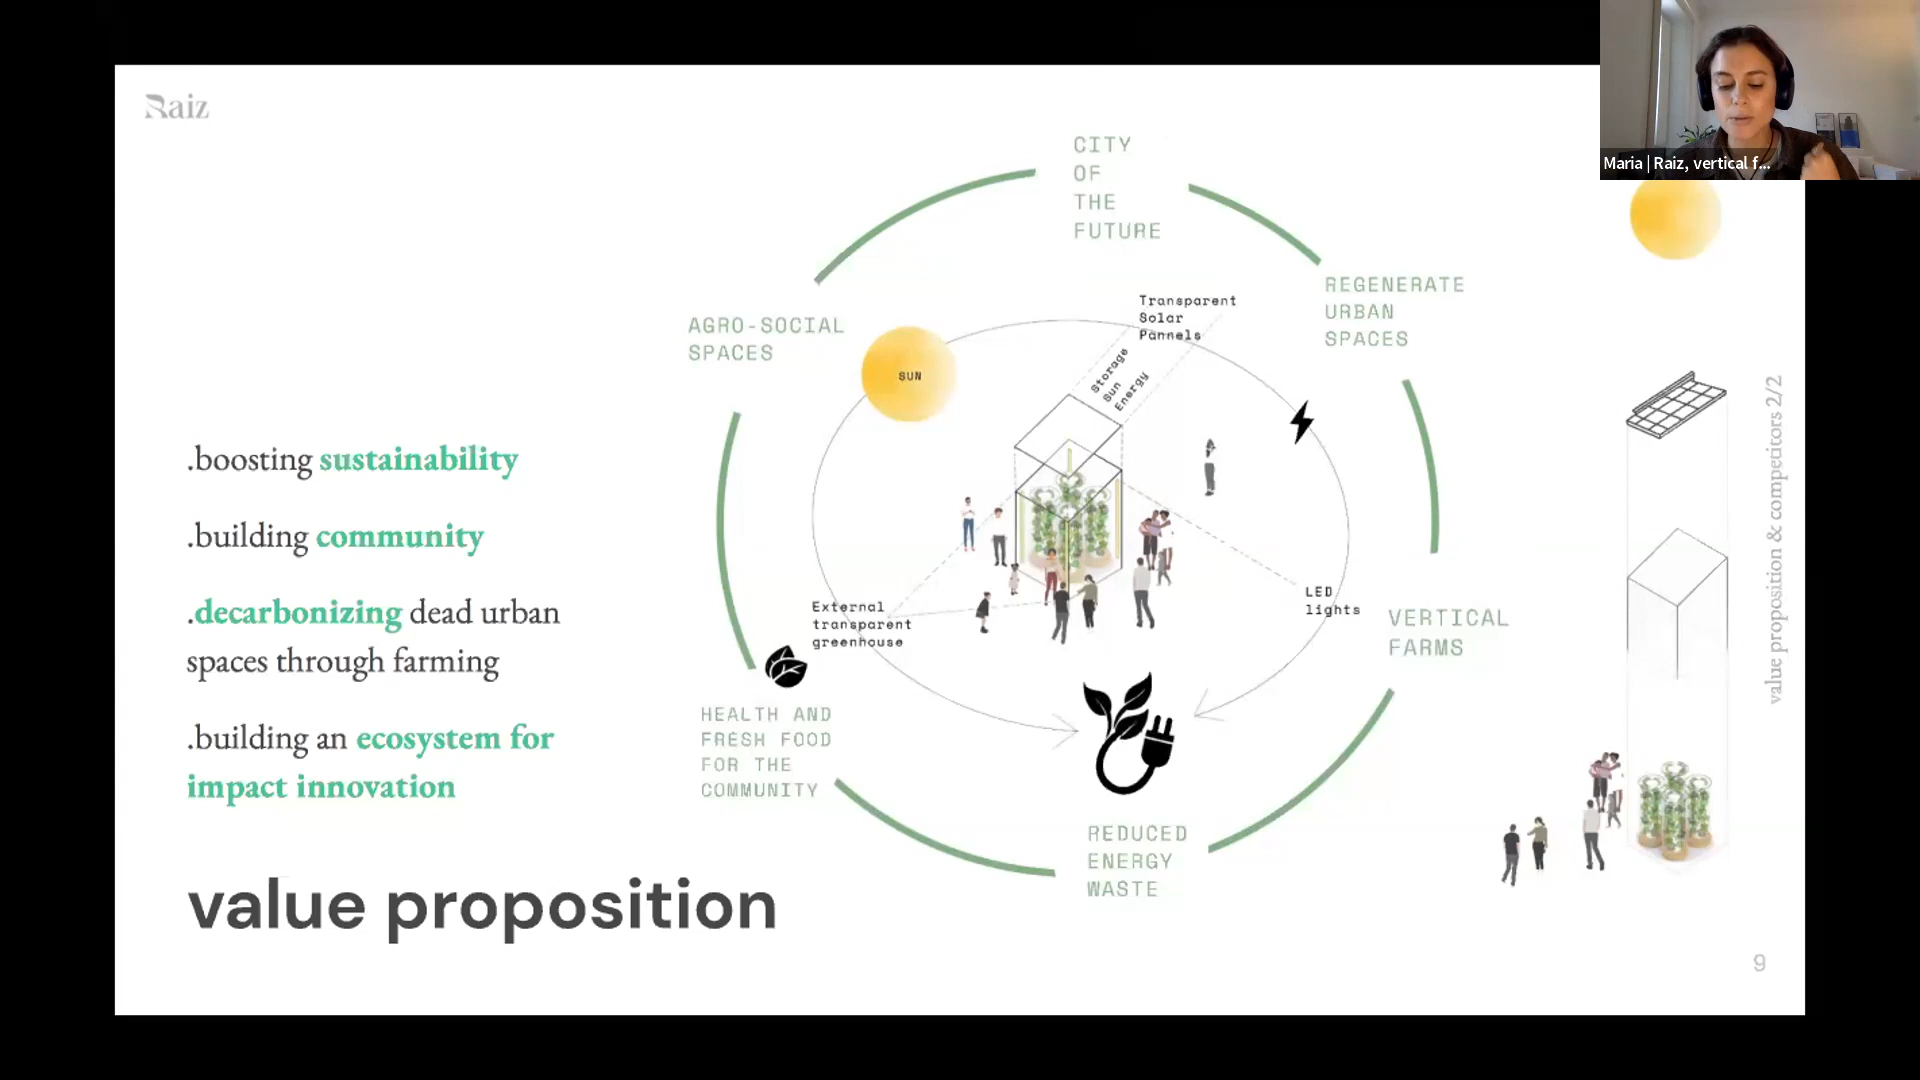 Raiz
Maria | Raiz, vertical f...
CITY
OF
THE
FUTURE
REGENERATE
URBAN
SPACES
AGRO-SOCIAL
SPACES
Transparent
Solar
Pannels
SUN
Storage
Sun
Energy
.boosting sustainability
.building community
.decarbonizing dead urban
spaces through farming
.building an ecosystem for
impact innovation
External
transparent
greenhouse
LED
lights
VERTICAL
FARMS
HEALTH AND
FRESH FOOD
FOR THE
COMMUNITY
REDUCED
ENERGY
WASTE
value proposition & competitors 2/2
value proposition
9